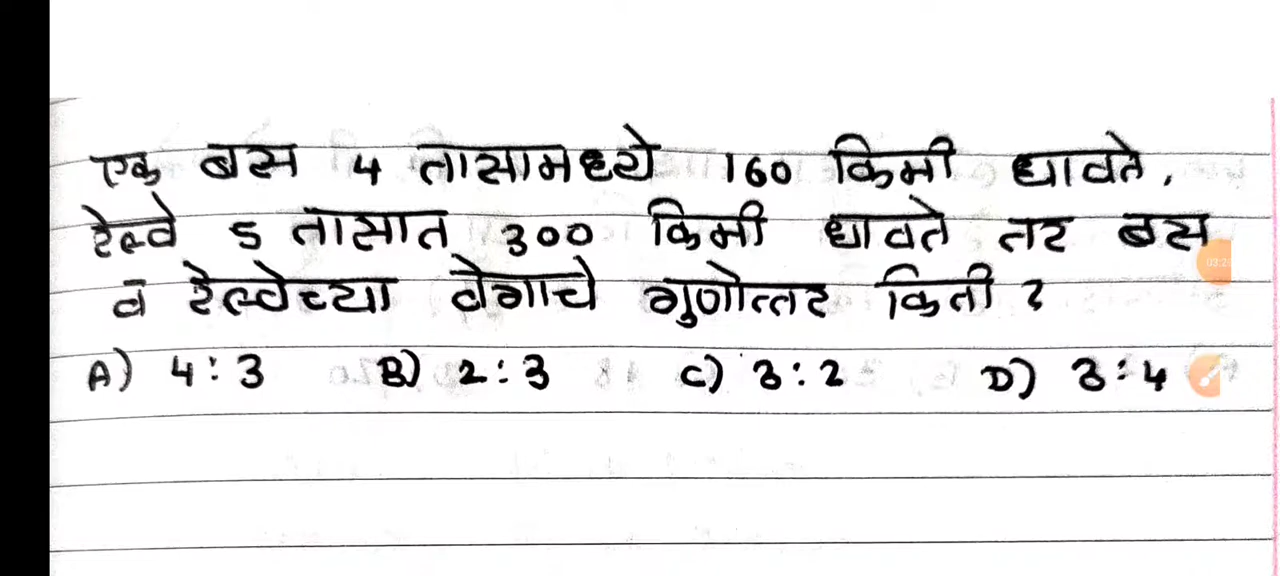 एक बस 4 तासामध्ये 160 किमी धावते.
रेल्वे 5 तासात 300 किमी धावते तर बस
व रेल्वेच्या वेगाचे गुणोत्तर किती ?
A) 4:3 B) 2:3 C) 3:2 D) 3:4